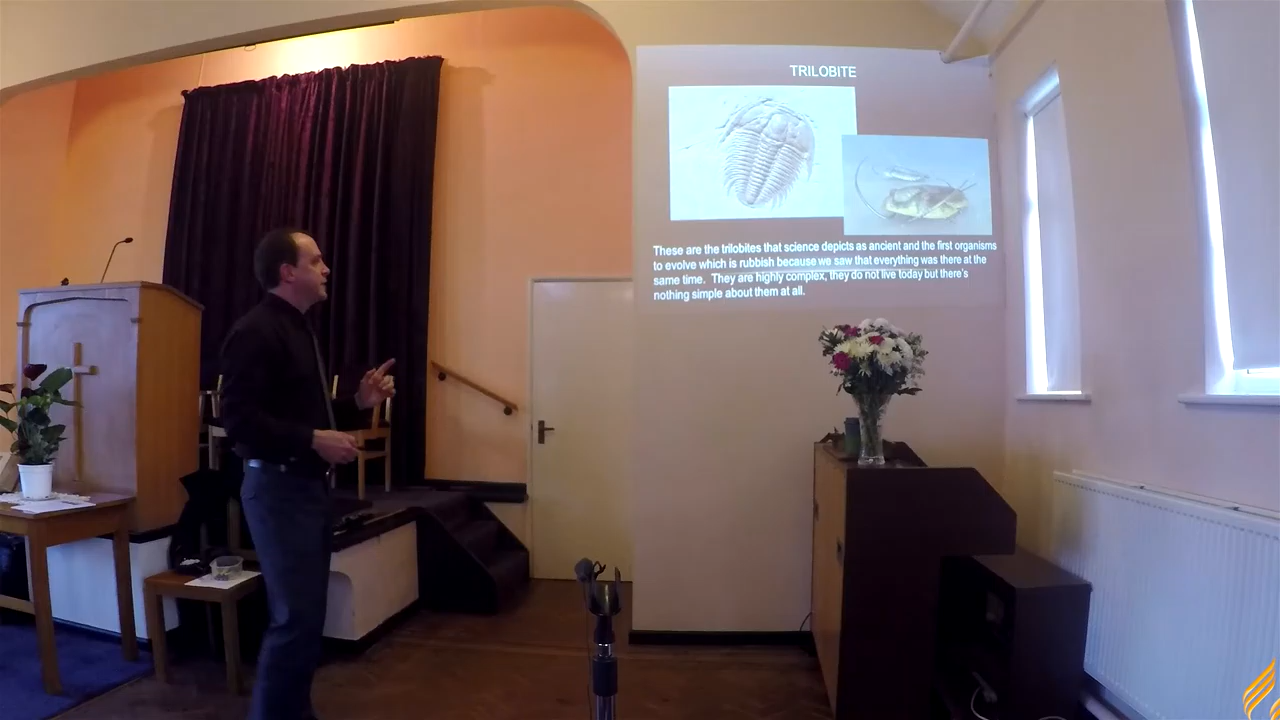 TRILOBITE
These are the trilobites that science depicts as ancient and the first organisms
to evolve which is rubbish because we saw that everything was there at the
same time. They are highly complex, they do not live today but there's
nothing simple about them at all.